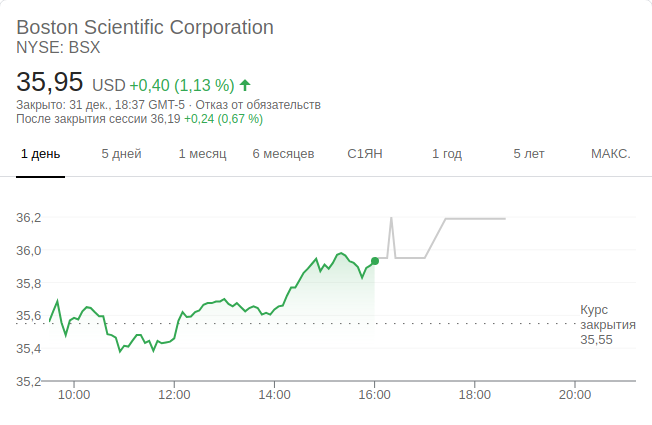 Boston Scientific Corporation
NYSE: BSX
35,95 USD +0,40 (1,13 %)
Закрыто: 31 дек., 18:37 GMT-5 · Отказ от обязательств
После закрытия сессии 36,19 +0,24 (0,67 %)
1 день 5 дней 1 месяц 6 месяцев С1ЯН 1 год 5 лет МАКС.
36,2
36,0
35,8
35,6
35,4
35,2
Курс
закрытия
35,55
10:00 12:00 14:00 16:00 18:00 20:00